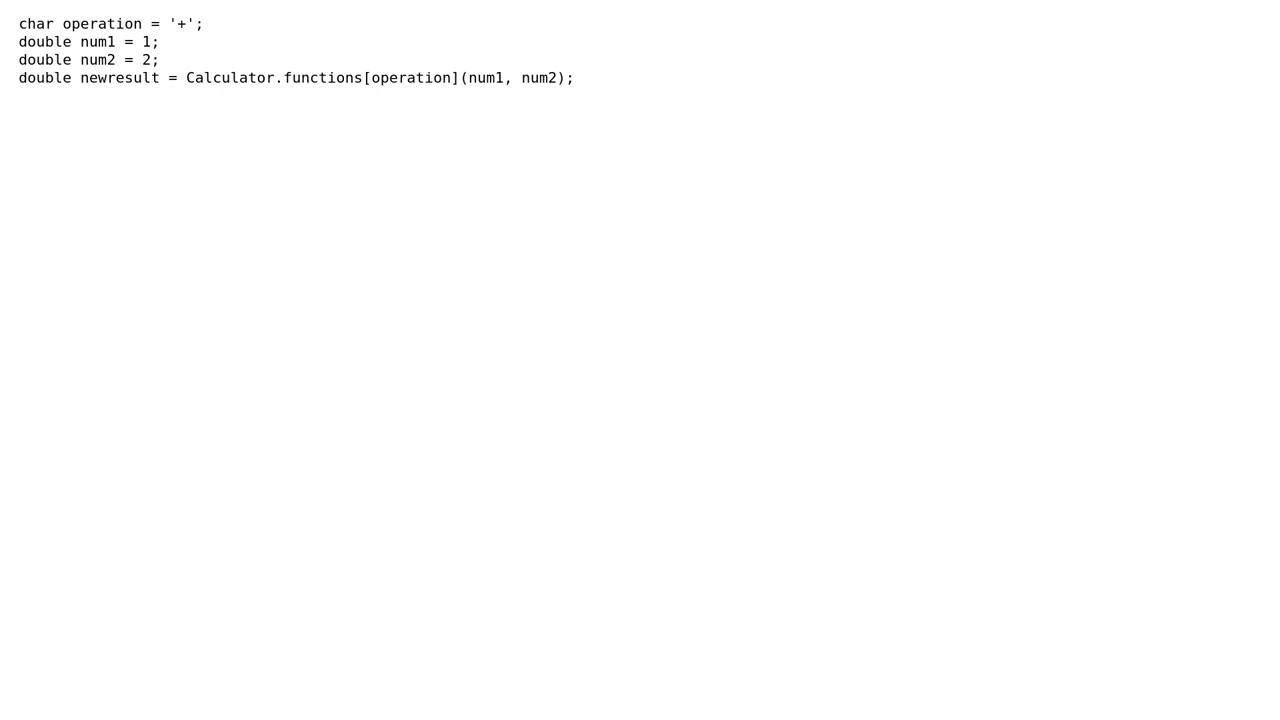 char operation = '+';
double num1 = 1;
double num2 = 2;
double newresult = Calculator.functions[operation](num1, num2);